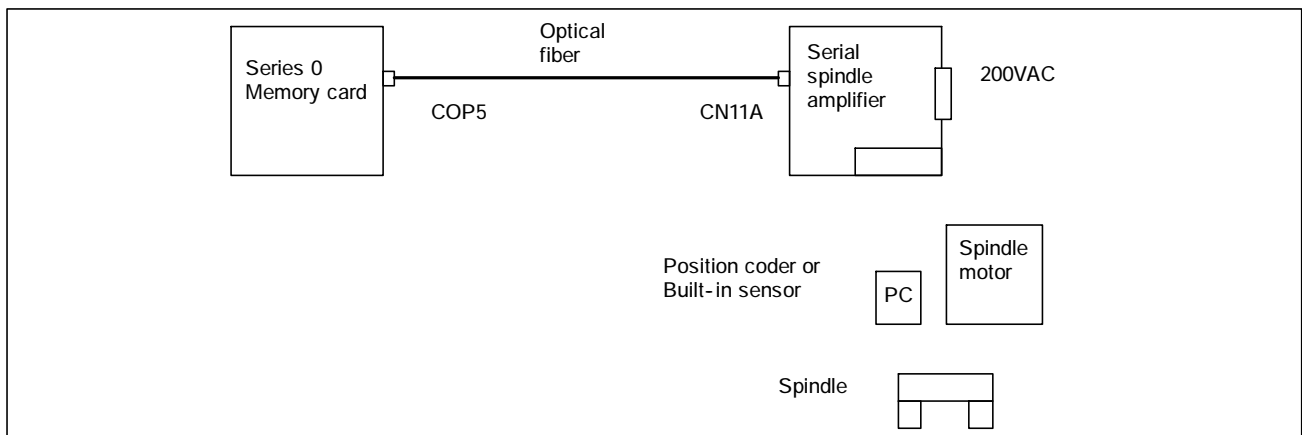 Optical
fiber
Series 0
Memory card
COP5
CN11A
Serial
spindle
amplifier
200VAC
Position coder or
Built-in sensor
PC
Spindle
motor
Spindle